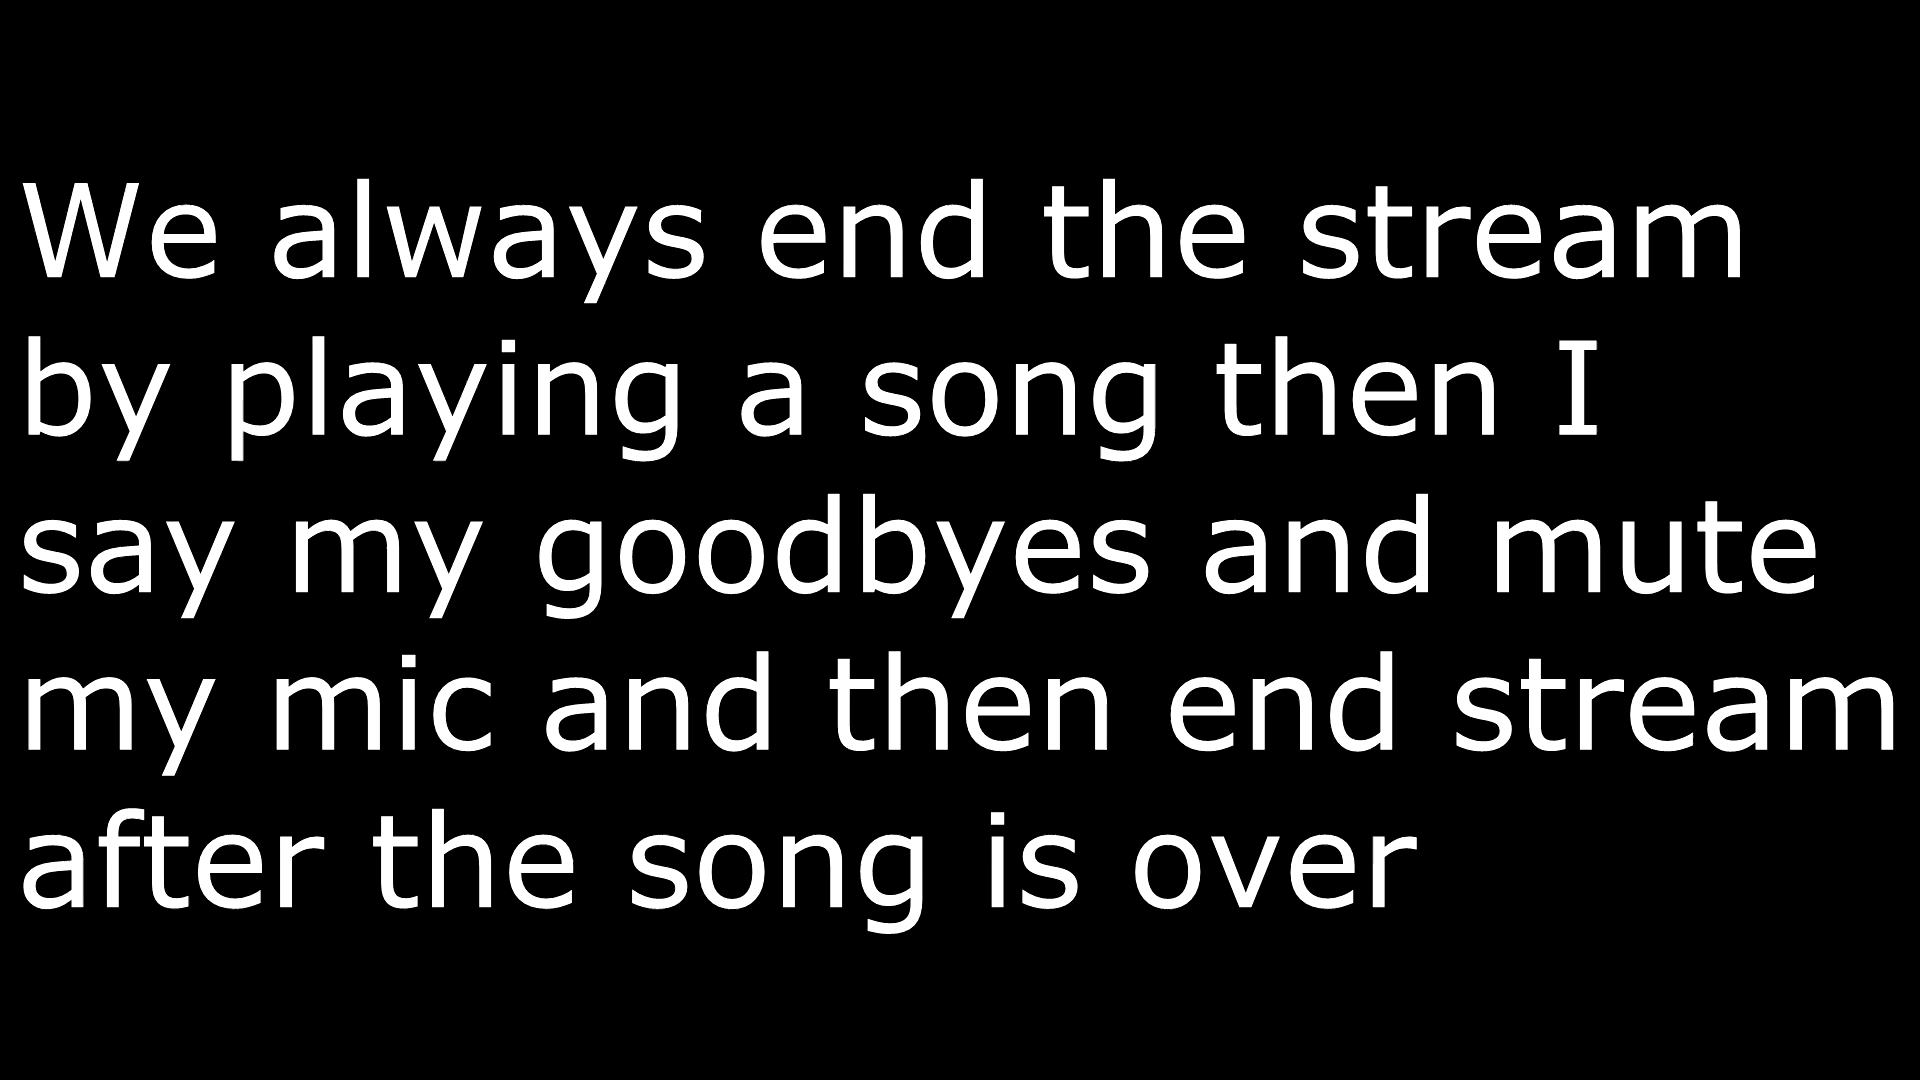 We always end the stream
by playing a song then I
say my goodbyes and mute
my mic and then end stream
after the song is over